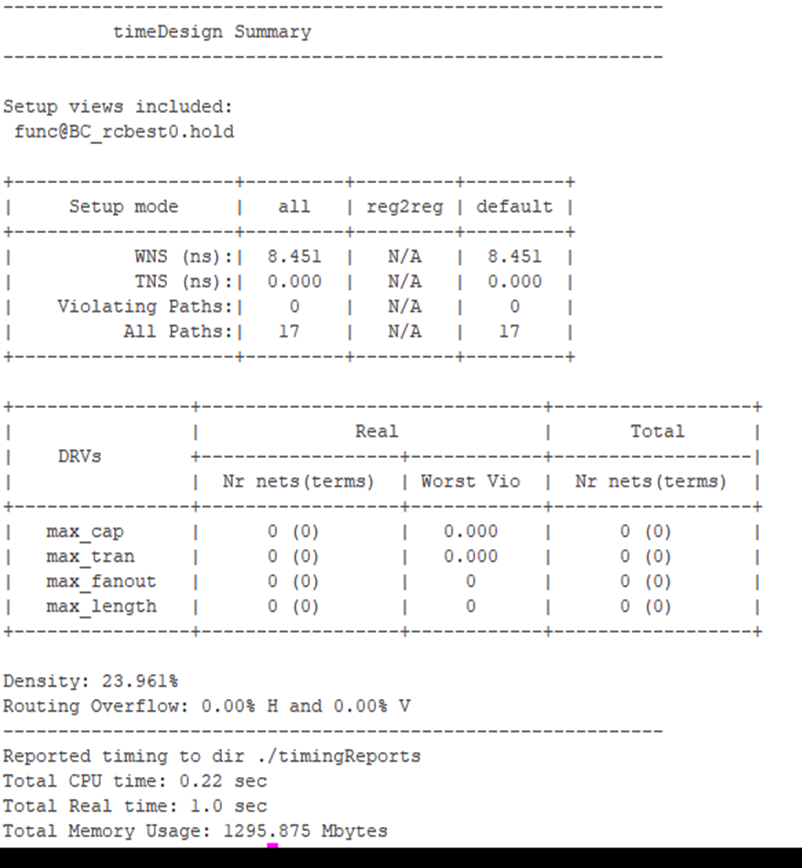 ------------------------------------------------------------
          timeDesign Summary
------------------------------------------------------------

Setup views included:
 func@BC_rcbest0.hold

+--------------------+---------+---------+---------+
|     Setup mode     |   all   | reg2reg | default |
+--------------------+---------+---------+---------+
|           WNS (ns):|  8.451  |   N/A   |  8.451  |
|           TNS (ns):|  0.000  |   N/A   |  0.000  |
|    Violating Paths:|    0    |   N/A   |    0    |
|          All Paths:|   17    |   N/A   |   17    |
+--------------------+---------+---------+---------+

+----------------+-------------------------------+------------------+
|                |              Real             |       Total      |
|    DRVs        +------------------+------------+------------------|
|                |  Nr nets(terms)  | Worst Vio  |  Nr nets(terms)  |
+----------------+------------------+------------+------------------+
|   max_cap      |      0 (0)       |   0.000    |      0 (0)       |
|   max_tran     |      0 (0)       |   0.000    |      0 (0)       |
|   max_fanout   |      0 (0)       |     0      |      0 (0)       |
|   max_length   |      0 (0)       |     0      |      0 (0)       |
+----------------+------------------+------------+------------------+

Density: 23.961%
Routing Overflow: 0.00% H and 0.00% V
------------------------------------------------------------
Reported timing to dir ./timingReports
Total CPU time: 0.22 sec
Total Real time: 1.0 sec
Total Memory Usage: 1295.875 Mbytes